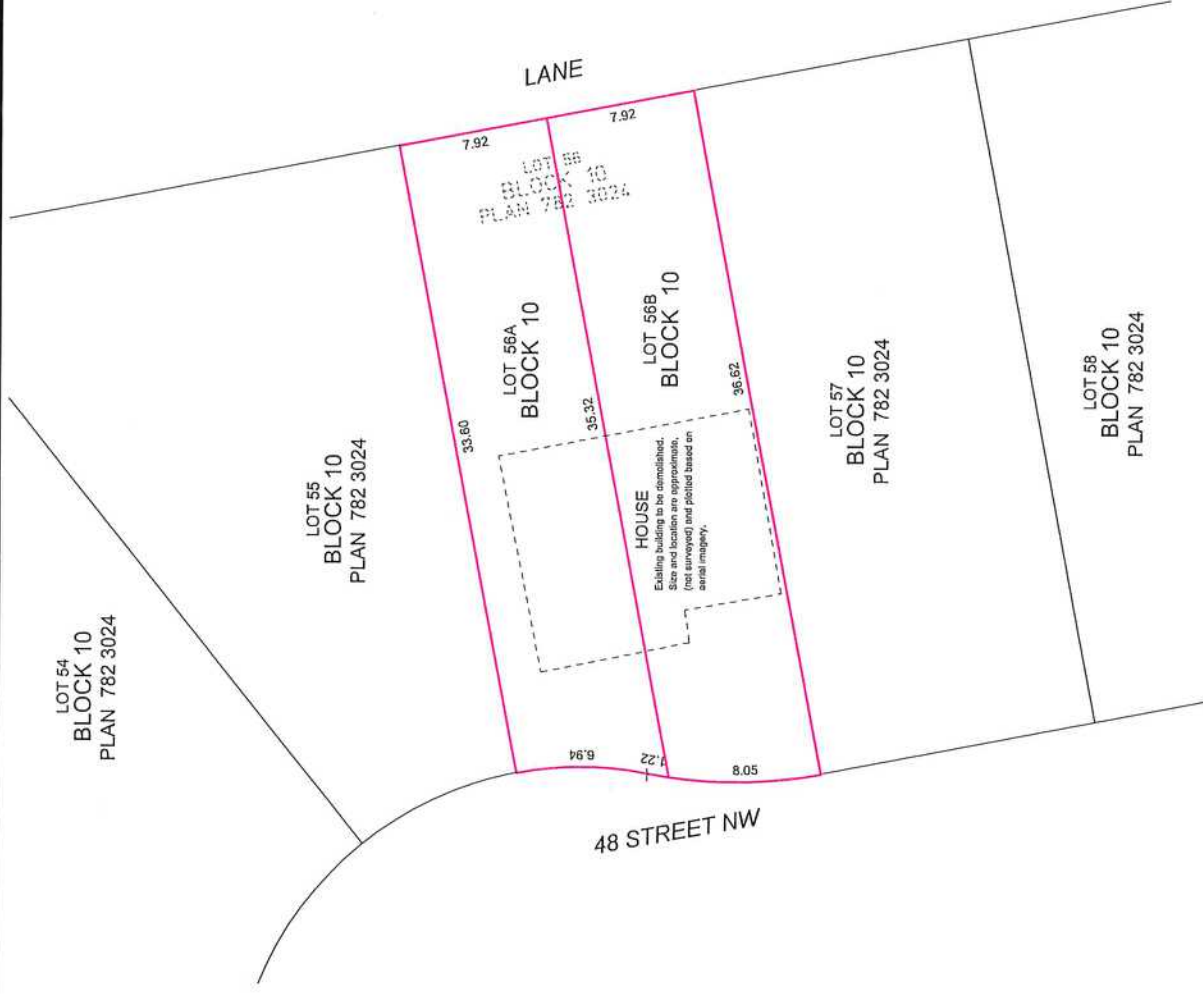 LANE
7.92
7.92
LOT 56
BLOCK 10
PLAN 782 3024
LOT 56A
BLOCK 10
LOT 56B
BLOCK 10
33.60
35.32
36.62
LOT 55
BLOCK 10
PLAN 782 3024
LOT 57
BLOCK 10
PLAN 782 3024
LOT 58
BLOCK 10
PLAN 782 3024
HOUSE
Existing building to be demolished.
Size and location are approximate,
(not surveyed) and plotted based on
aerial imagery.
LOT 54
BLOCK 10
PLAN 782 3024
6.94
1.22
8.05
48 STREET NW